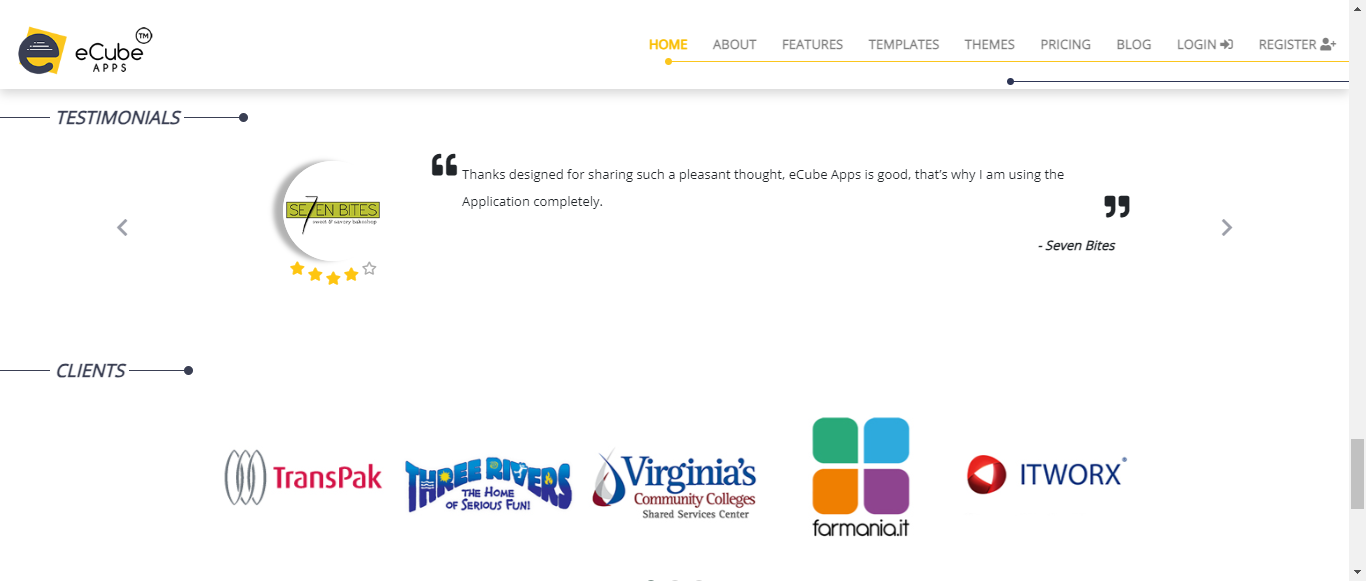 eCube TM
APPS
HOME ABOUT FEATURES TEMPLATES THEMES PRICING BLOG LOGIN REGISTER
TESTIMONIALS
“ Thanks designed for sharing such a pleasant thought, eCube Apps is good, that’s why I am using the
Application completely. ”
SE7EN BITES
sweet & savory bakeshop
- Seven Bites
CLIENTS
TransPak
THREE RIVERS
THE HOME
OF SERIOUS FUN!
Virginia's
Community Colleges
Shared Services Center
farmania.it
ITWORX